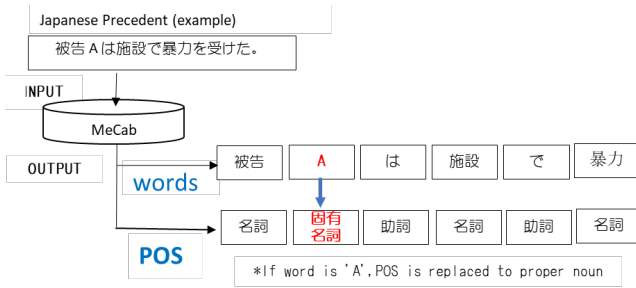 Japanese Precedent (example)
被告Aは施設で暴力を受けた。
INPUT
MeCab
OUTPUT
words
被告 A は 施設 で 暴力
名詞 固有名詞 助詞 名詞 助詞 名詞
POS
*If word is 'A',POS is replaced to proper noun